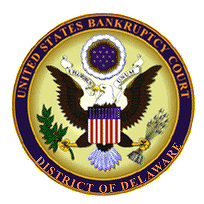 UNITED STATES BANKRUPTCY COURT
PLURIBUS UNUM
DISTRICT OF DELAWARE